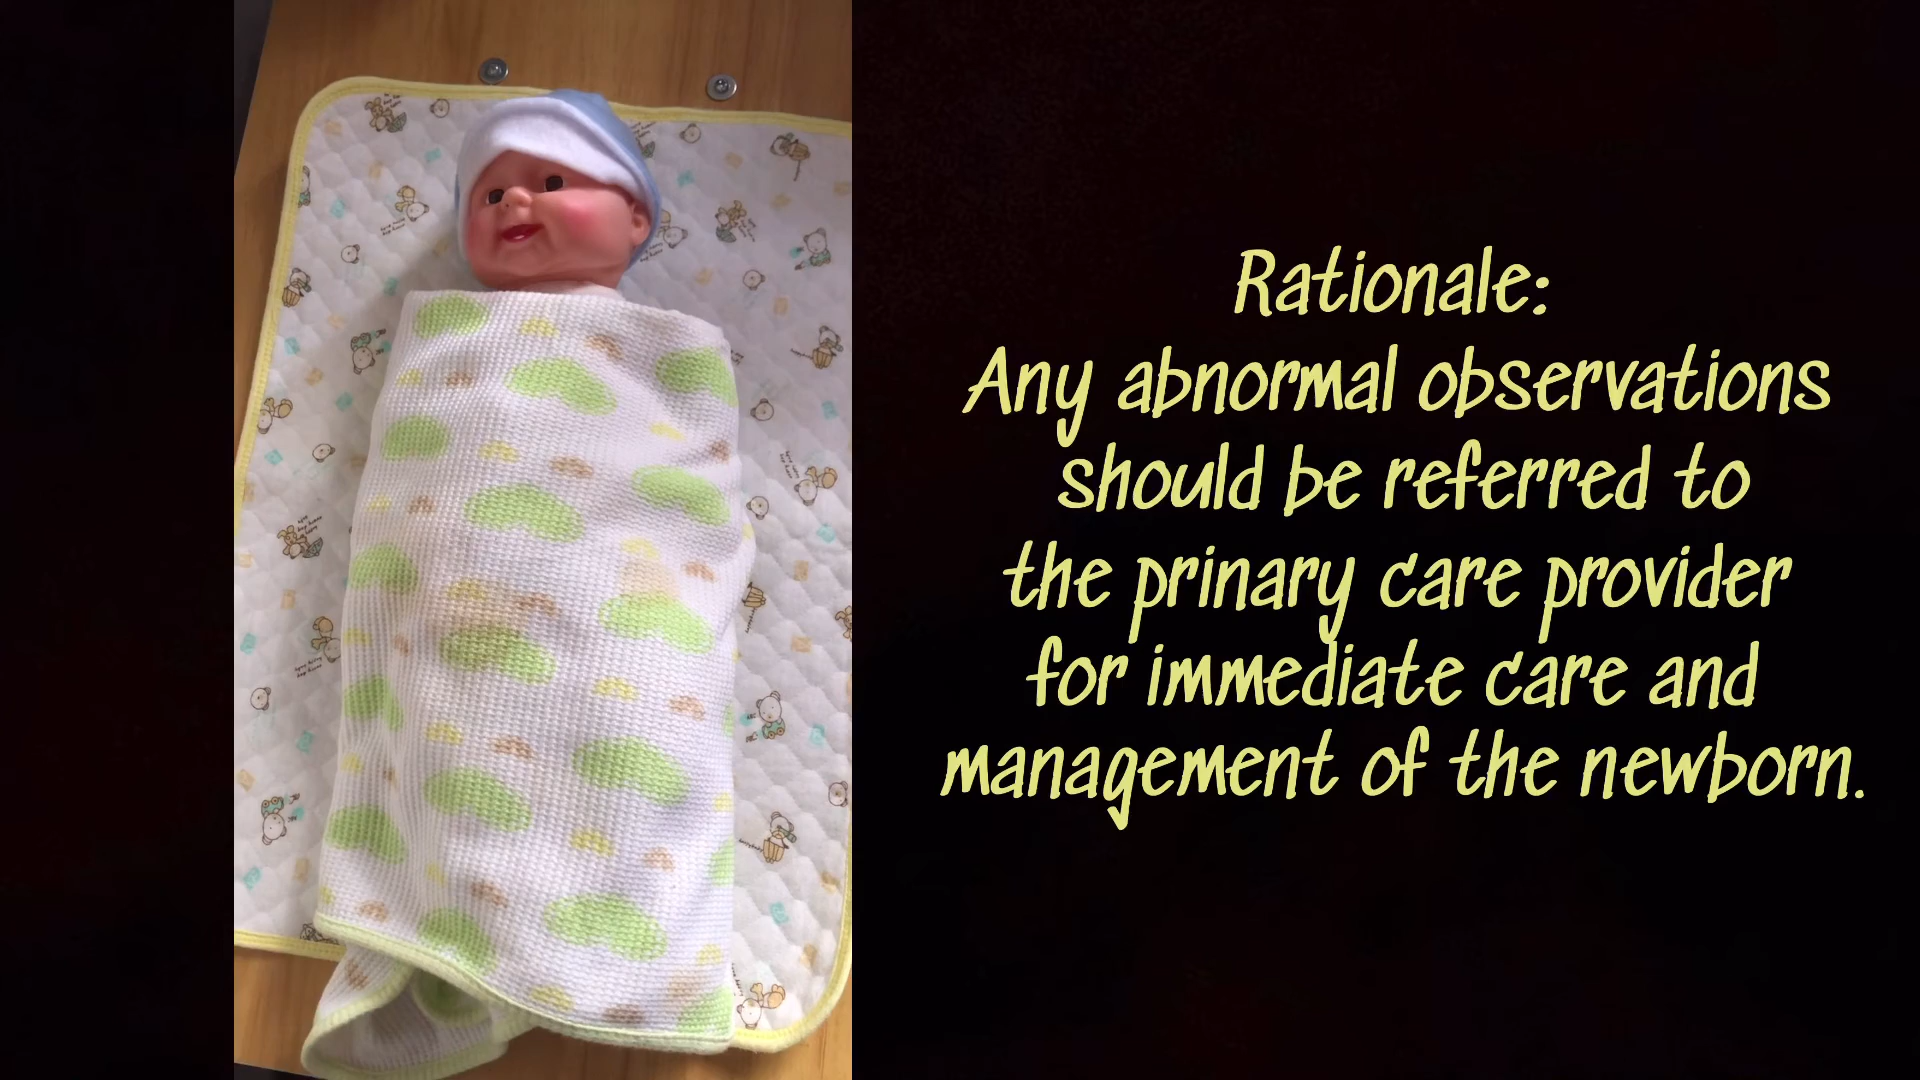 Rationale:
Any abnormal observations
should be referred to
the prinary care provider
for immediate care and
management of the newborn.